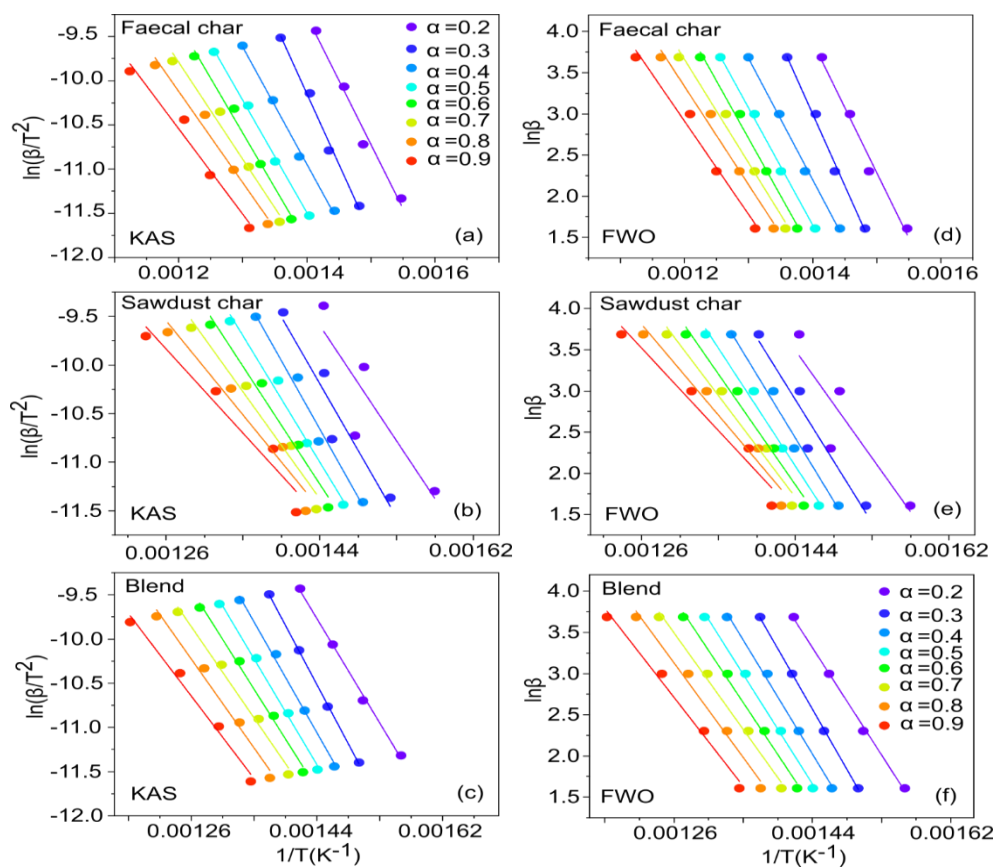 Faecal char
α=0.2
α=0.3
α=0.4
α=0.5
α=0.6
α=0.7
α=0.8
α=0.9
ln(β/T²)
-9.5
-10.0
-10.5
-11.0
-11.5
-12.0
KAS
(a)
0.0012
0.0014
0.0016
Faecal char
lnβ
4.0
3.5
3.0
2.5
2.0
1.5
FWO
(d)
0.0012
0.0014
0.0016
Sawdust char
ln(β/T²)
-9.5
-10.0
-10.5
-11.0
-11.5
KAS
(b)
0.00126
0.00144
0.00162
Sawdust char
lnβ
4.0
3.5
3.0
2.5
2.0
1.5
FWO
(e)
0.00126
0.00144
0.00162
Blend
ln(β/T²)
-9.5
-10.0
-10.5
-11.0
-11.5
-12.0
KAS
(c)
0.00126
0.00144
0.00162
1/T(K⁻¹)
Blend
α=0.2
α=0.3
α=0.4
α=0.5
α=0.6
α=0.7
α=0.8
α=0.9
lnβ
4.0
3.5
3.0
2.5
2.0
1.5
FWO
(f)
0.00126
0.00144
0.00162
1/T(K⁻¹)